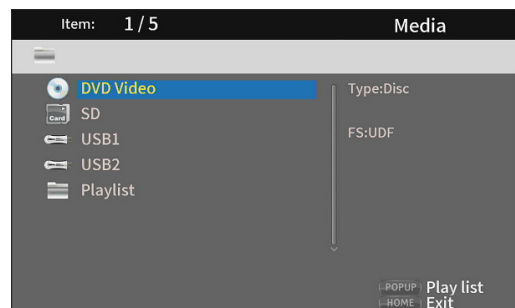 Item: 1/5 Media
DVD Video
Type:Disc
Card SD
FS:UDF
USB1
USB2
Playlist
POPUP Play list
HOME Exit